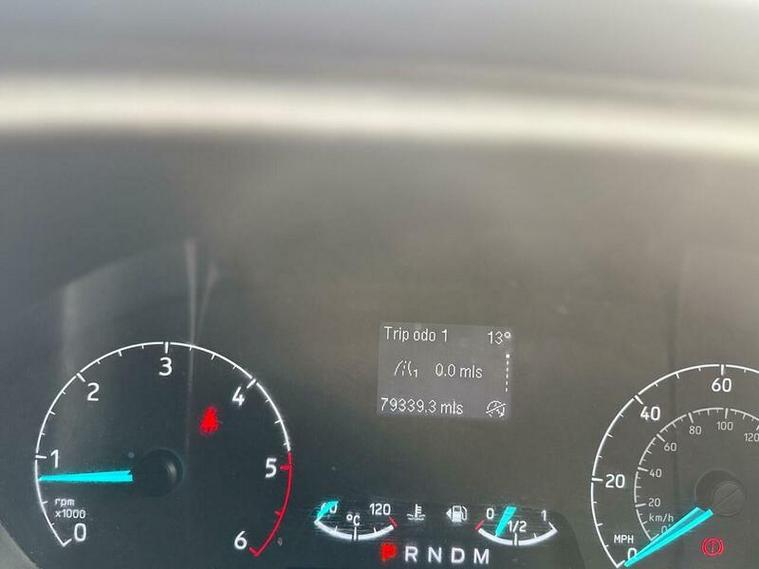 Trip odo 1 13°
0.0 mls
79339.3 mls
0 1 2 3 4 5 6
rpm
x1000
120
°C
0 1/2 1
P R N D M
0 20 40 60
20 40 60 80 100 120
MPH
km/h